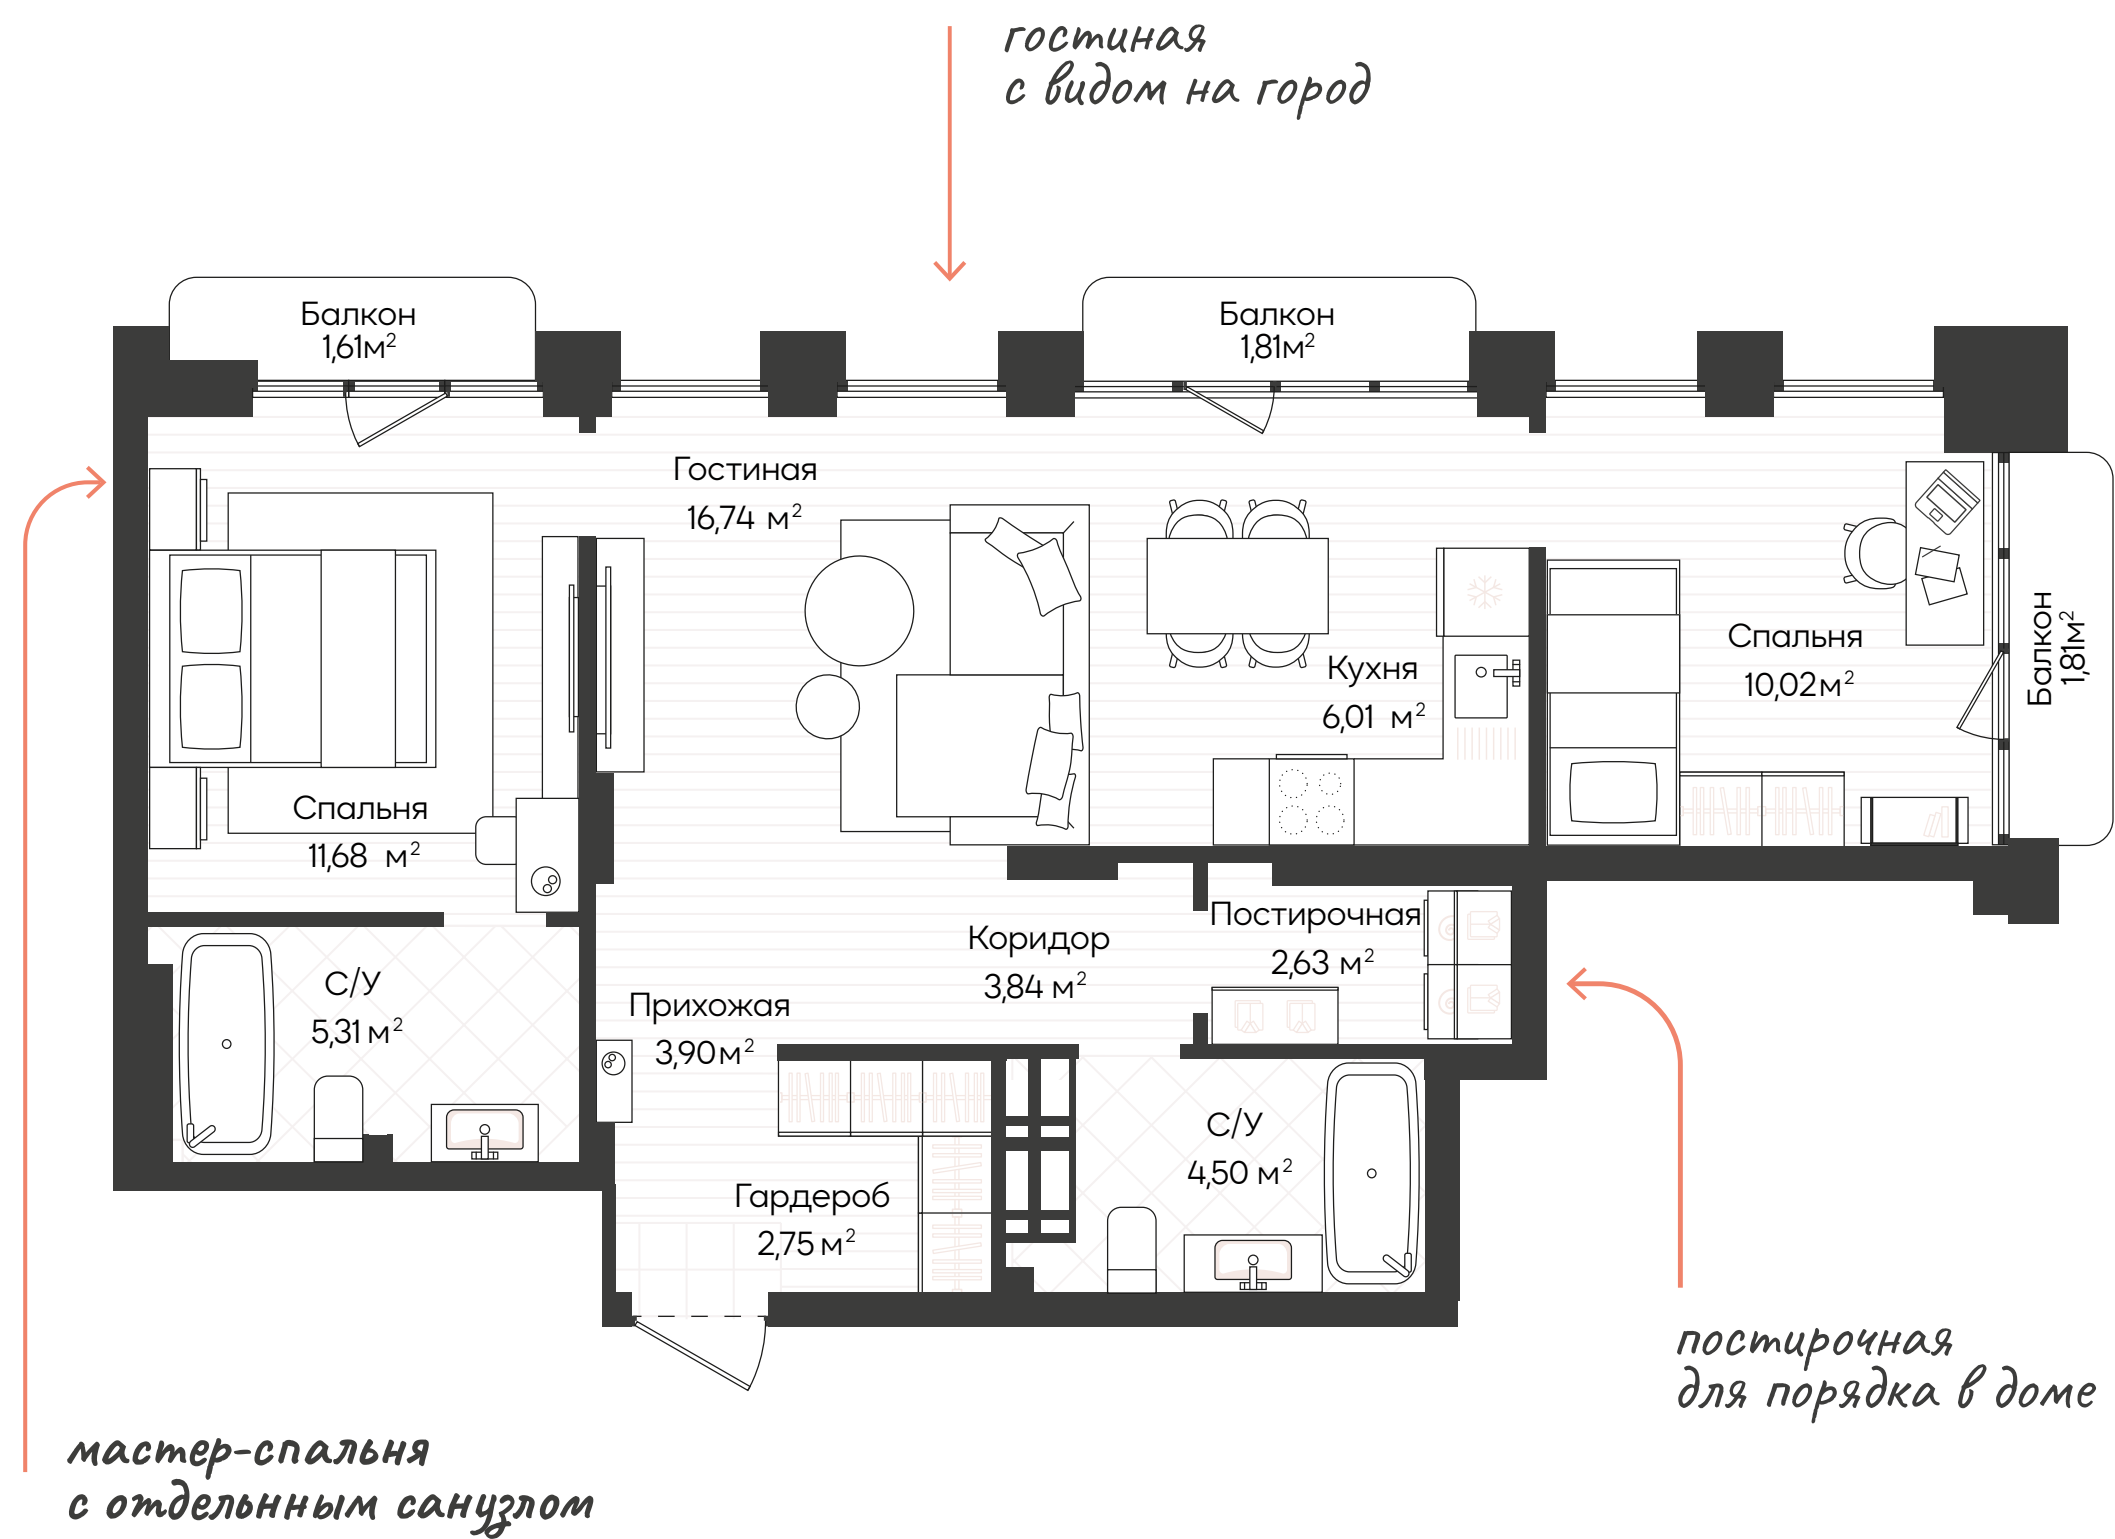 гостиная
с видом на город
Балкон
1,61м²
Балкон
1,81м²
Гостиная
16,74 м²
Кухня
6,01 м²
Спальня
10,02м²
Балкон
1,81м²
Спальня
11,68 м²
С/У
5,31 м²
Прихожая
3,90м²
Коридор
3,84 м²
Постирочная
2,63 м²
С/У
4,50 м²
Гардероб
2,75 м²
постирочная
для порядка в доме
мастер-спальня
с отдельнным санузлом